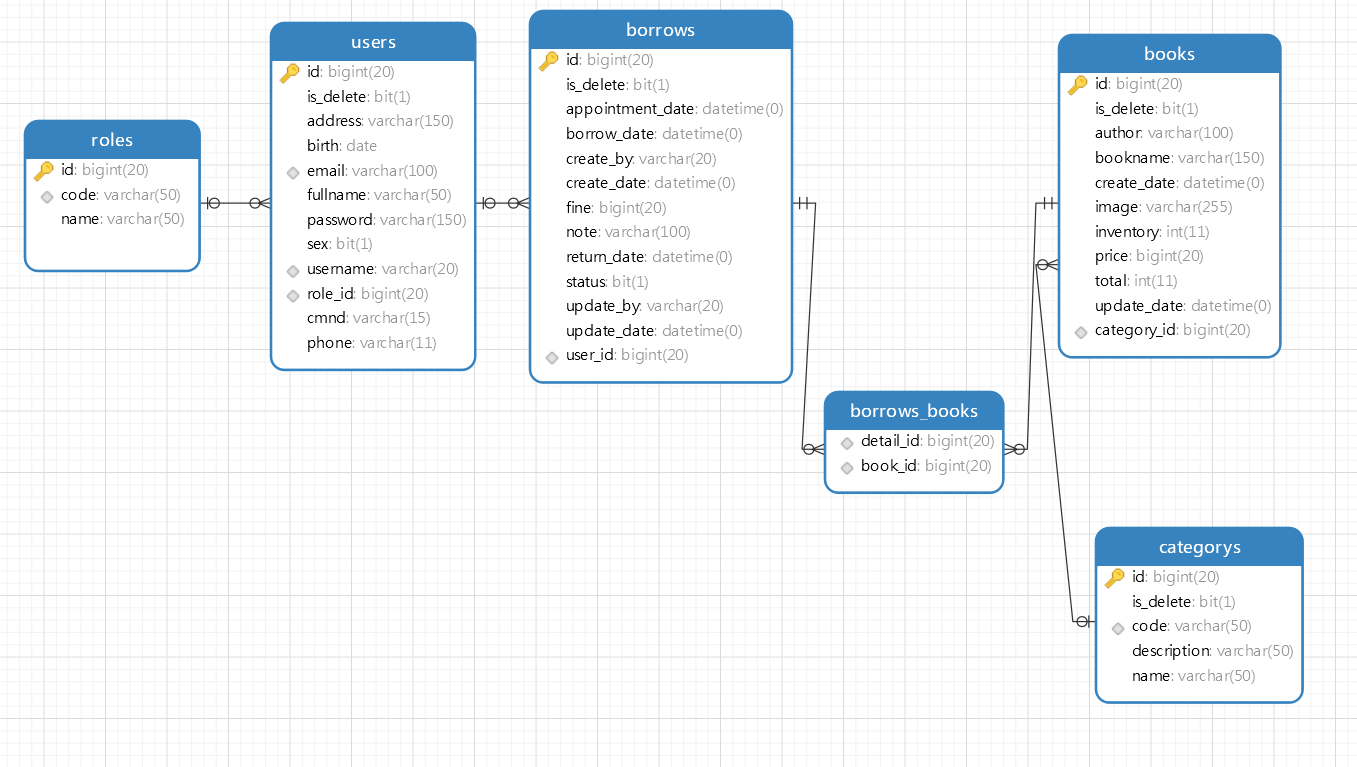 roles
id: bigint(20)
code: varchar(50)
name: varchar(50)
users
id: bigint(20)
is_delete: bit(1)
address: varchar(150)
birth: date
email: varchar(100)
fullname: varchar(50)
password: varchar(150)
sex: bit(1)
username: varchar(20)
role_id: bigint(20)
cmnd: varchar(15)
phone: varchar(11)
borrows
id: bigint(20)
is_delete: bit(1)
appointment_date: datetime(0)
borrow_date: datetime(0)
create_by: varchar(20)
create_date: datetime(0)
fine: bigint(20)
note: varchar(100)
return_date: datetime(0)
status: bit(1)
update_by: varchar(20)
update_date: datetime(0)
user_id: bigint(20)
borrows_books
detail_id: bigint(20)
book_id: bigint(20)
books
id: bigint(20)
is_delete: bit(1)
author: varchar(100)
bookname: varchar(150)
create_date: datetime(0)
image: varchar(255)
inventory: int(11)
price: bigint(20)
total: int(11)
update_date: datetime(0)
category_id: bigint(20)
categorys
id: bigint(20)
is_delete: bit(1)
code: varchar(50)
description: varchar(50)
name: varchar(50)